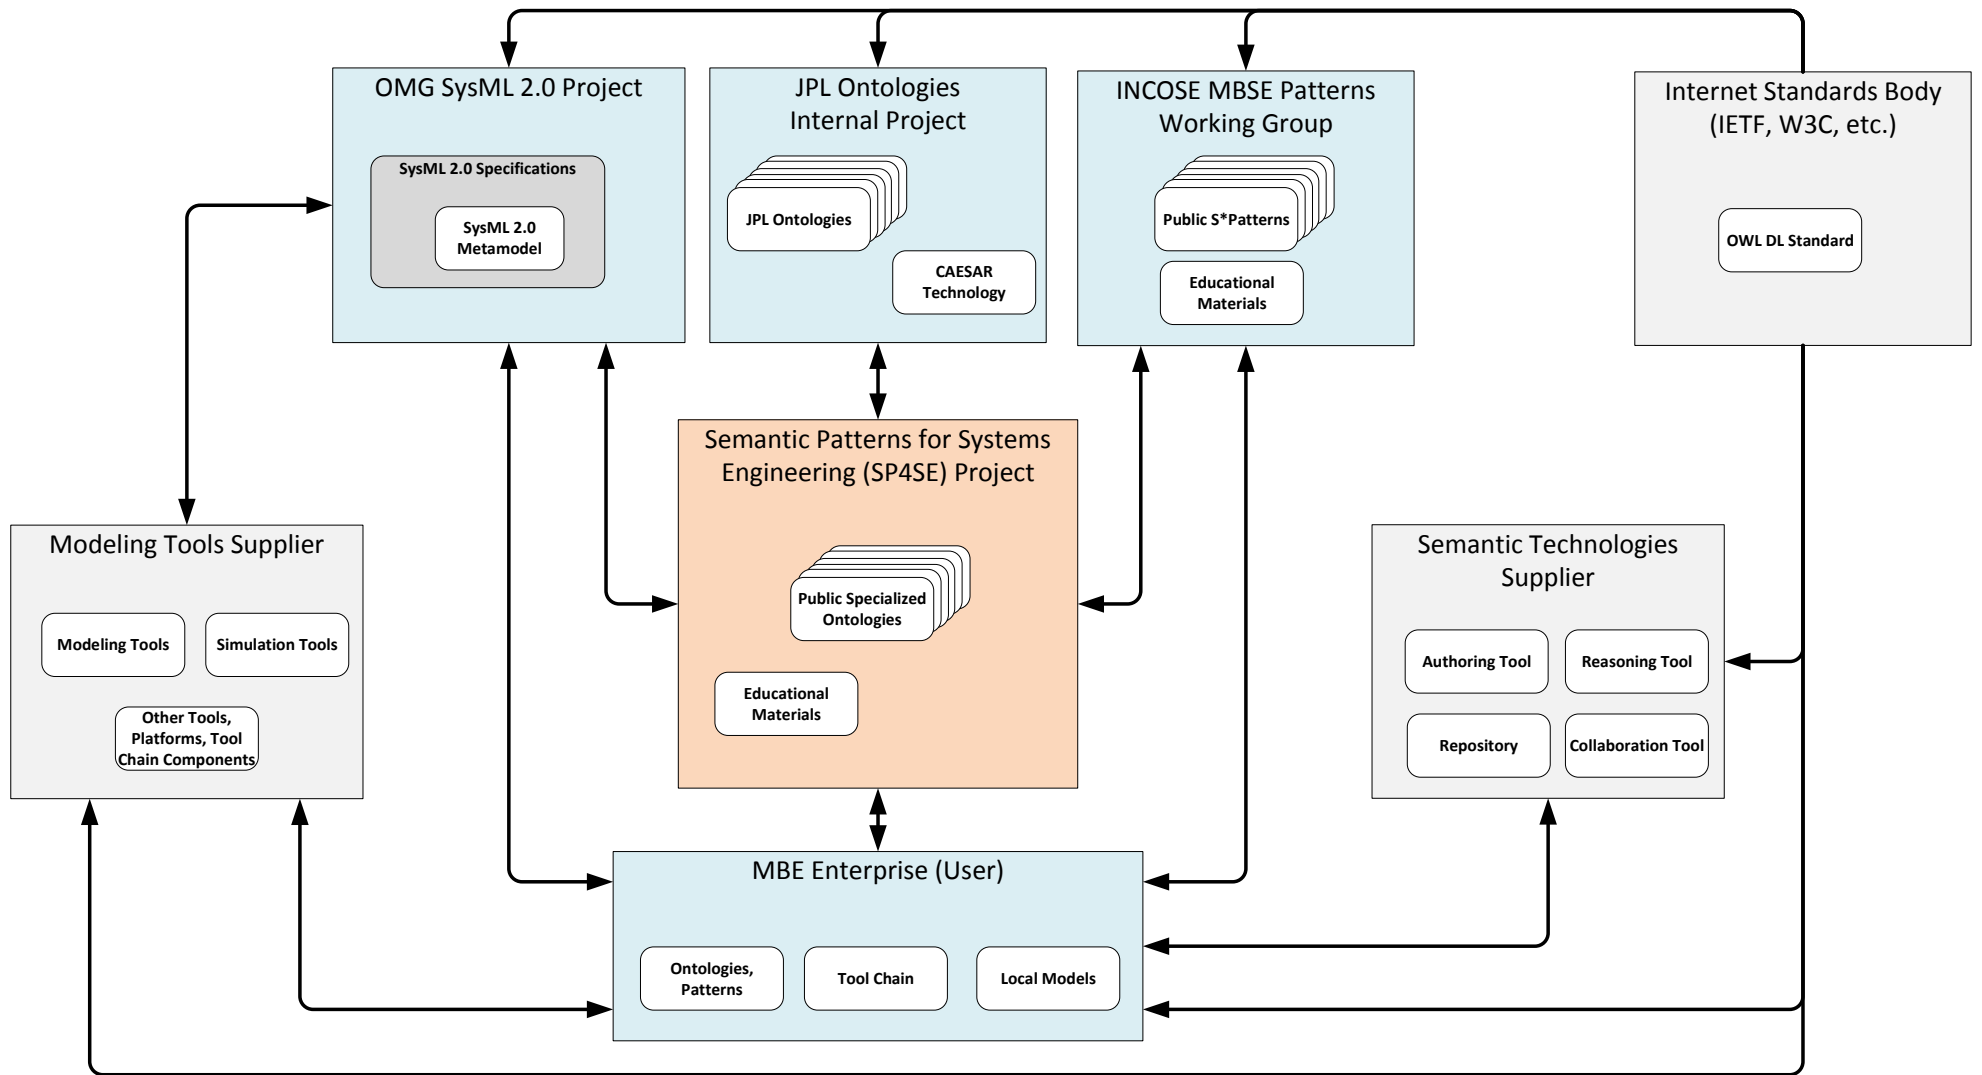 OMG SysML 2.0 Project
SysML 2.0 Specifications
SysML 2.0
Metamodel
JPL Ontologies
Internal Project
JPL Ontologies
CAESAR
Technology
INCOSE MBSE Patterns
Working Group
Public S*Patterns
Educational
Materials
Internet Standards Body
(IETF, W3C, etc.)
OWL DL Standard
Semantic Patterns for Systems
Engineering (SP4SE) Project
Public Specialized
Ontologies
Educational
Materials
Modeling Tools Supplier
Modeling Tools
Simulation Tools
Other Tools,
Platforms, Tool
Chain Components
Semantic Technologies
Supplier
Authoring Tool
Reasoning Tool
Repository
Collaboration Tool
MBE Enterprise (User)
Ontologies,
Patterns
Tool Chain
Local Models